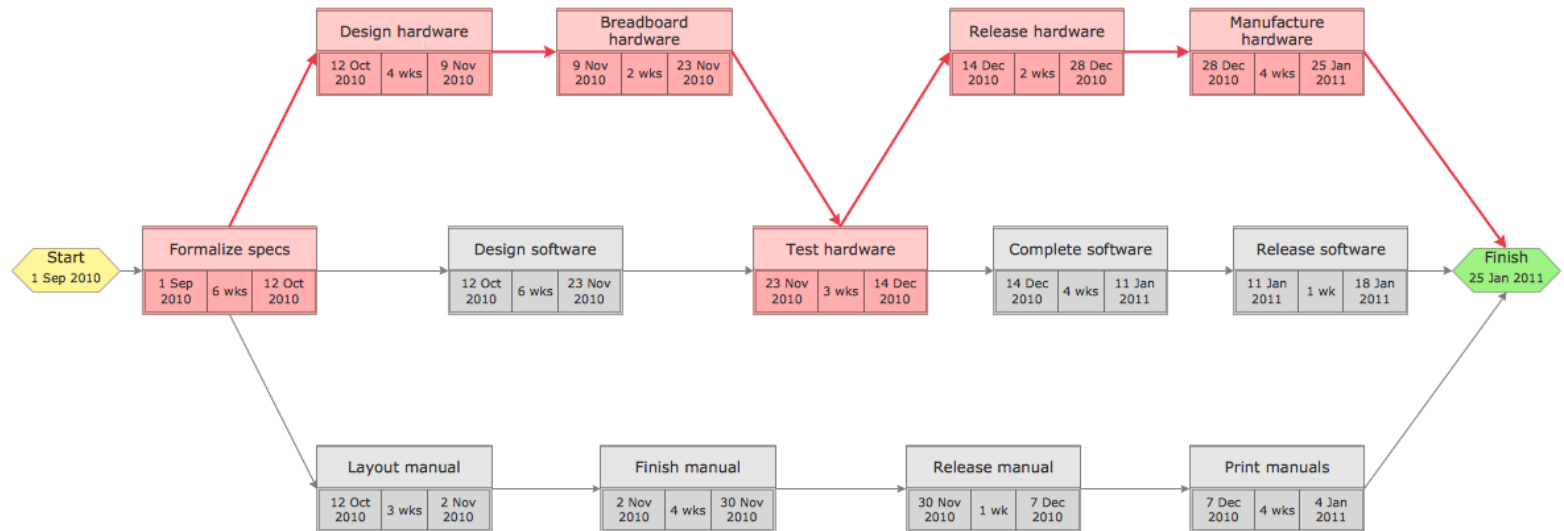 Design hardware
12 Oct
2010
4 wks
9 Nov
2010
Breadboard
hardware
9 Nov
2010
2 wks
23 Nov
2010
Release hardware
14 Dec
2010
2 wks
28 Dec
2010
Manufacture
hardware
28 Dec
2010
4 wks
25 Jan
2011
Start
1 Sep 2010
Formalize specs
1 Sep
2010
6 wks
12 Oct
2010
Design software
12 Oct
2010
6 wks
23 Nov
2010
Test hardware
23 Nov
2010
3 wks
14 Dec
2010
Complete software
14 Dec
2010
4 wks
11 Jan
2011
Release software
11 Jan
2011
1 wk
18 Jan
2011
Finish
25 Jan 2011
Layout manual
12 Oct
2010
3 wks
2 Nov
2010
Finish manual
2 Nov
2010
4 wks
30 Nov
2010
Release manual
30 Nov
2010
1 wk
7 Dec
2010
Print manuals
7 Dec
2010
4 wks
4 Jan
2011